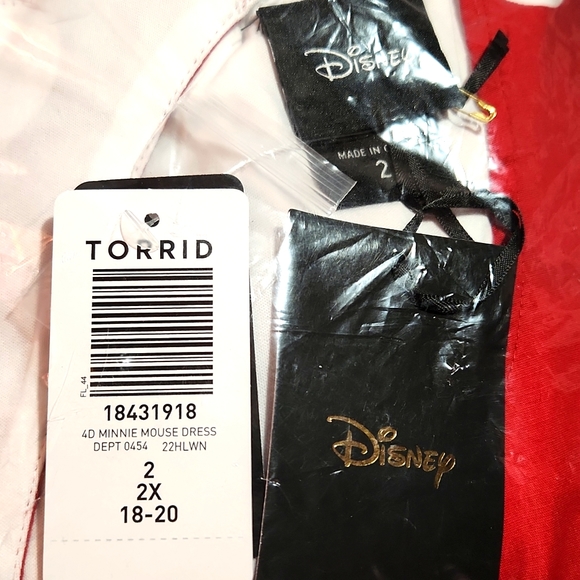 Disney
MADE IN
2
TORRID
FL_44
18431918
4D MINNIE MOUSE DRESS
DEPT 0454 22HLWN
2
2X
18-20
Disney